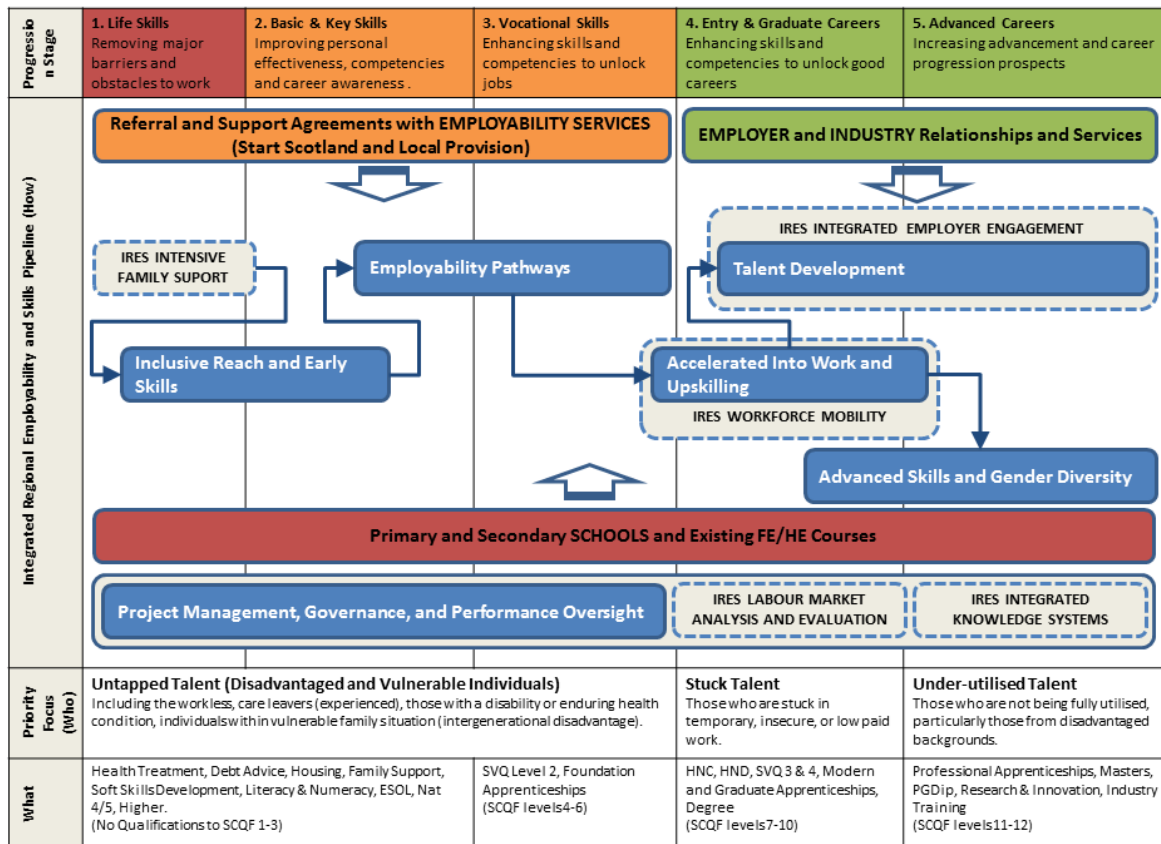 Progressio
n Stage
1. Life Skills
Removing major
barriers and
obstacles to work
2. Basic & Key Skills
Improving personal
effectiveness, competencies
and career awareness .
3. Vocational Skills
Enhancing skills and
competencies to unlock
jobs
4. Entry & Graduate Careers
Enhancing skills and
competencies to unlock good
careers
5. Advanced Careers
Increasing advancement and career
progression prospects
Integrated Regional Employability and Skills Pipeline (How)
Referral and Support Agreements with EMPLOYABILITY SERVICES
(Start Scotland and Local Provision)
EMPLOYER and INDUSTRY Relationships and Services
IRES INTENSIVE
FAMILY SUPORT
Employability Pathways
IRES INTEGRATED EMPLOYER ENGAGEMENT
Talent Development
Inclusive Reach and Early
Skills
Accelerated Into Work and
Upskilling
IRES WORKFORCE MOBILITY
Advanced Skills and Gender Diversity
Primary and Secondary SCHOOLS and Existing FE/HE Courses
Project Management, Governance, and Performance Oversight
IRES LABOUR MARKET
ANALYSIS AND EVALUATION
IRES INTEGRATED
KNOWLEDGE SYSTEMS
Priority
Focus
(Who)
Untapped Talent (Disadvantaged and Vulnerable Individuals)
Including the workless, care leavers (experienced), those with a disability or enduring health
condition, individuals within vulnerable family situation (intergenerational disadvantage).
Stuck Talent
Those who are stuck in
temporary, insecure, or low paid
work.
Under-utilised Talent
Those who are not being fully utilised,
particularly those from disadvantaged
backgrounds.
What
Health Treatment, Debt Advice, Housing, Family Support,
Soft Skills Development, Literacy & Numeracy, ESOL, Nat
4/5, Higher.
(No Qualifications to SCQF 1-3)
SVQ Level 2, Foundation
Apprenticeships
(SCQF levels4-6)
HNC, HND, SVQ 3 & 4, Modern
and Graduate Apprenticeships,
Degree
(SCQF levels7-10)
Professional Apprenticeships, Masters,
PGDip, Research & Innovation, Industry
Training
(SCQF levels11-12)